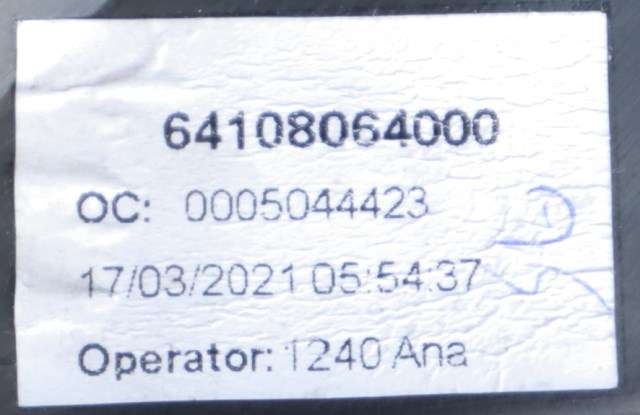 64108064000
OC: 0005044423
17/03/2021 05:54:37
Operator: 1240 Ana